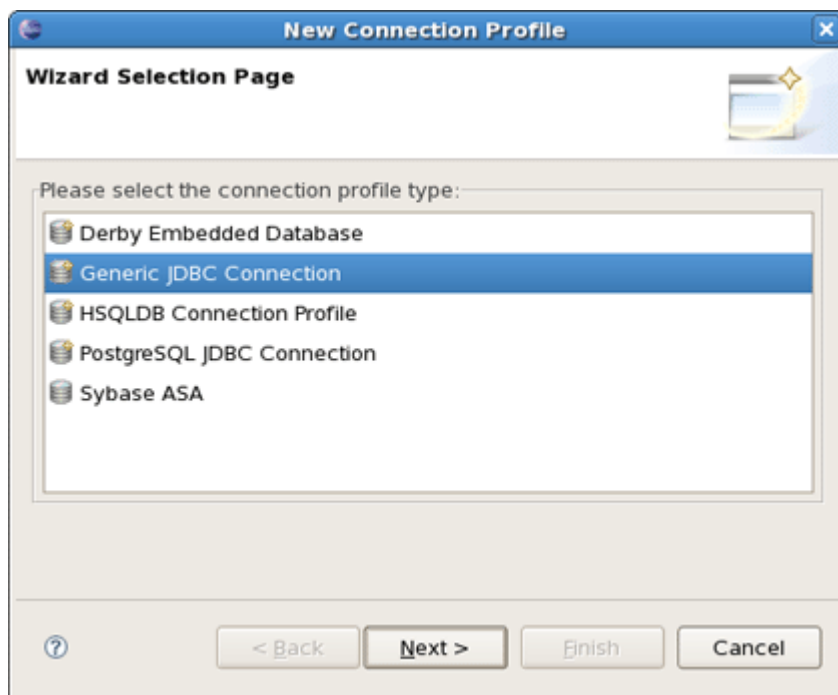 New Connection Profile
Wizard Selection Page
Please select the connection profile type:
Derby Embedded Database
Generic JDBC Connection
HSQLDB Connection Profile
PostgreSQL JDBC Connection
Sybase ASA
? < Back Next > Finish Cancel